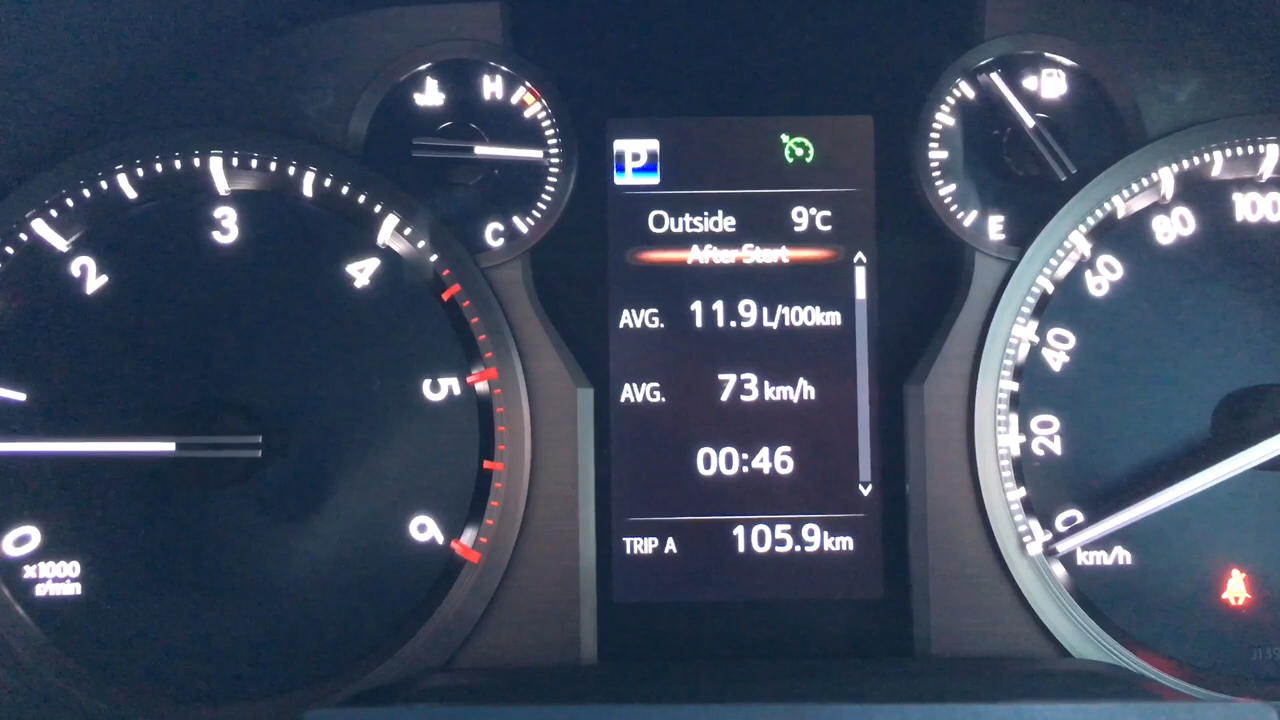 H
C
E
P
Outside 9°C
After Start
AVG. 11.9 L/100km
AVG. 73 km/h
00:46
TRIP A 105.9 km
0
2
3
4
5
6
x1000
r/min
0
20
40
60
80
100
km/h